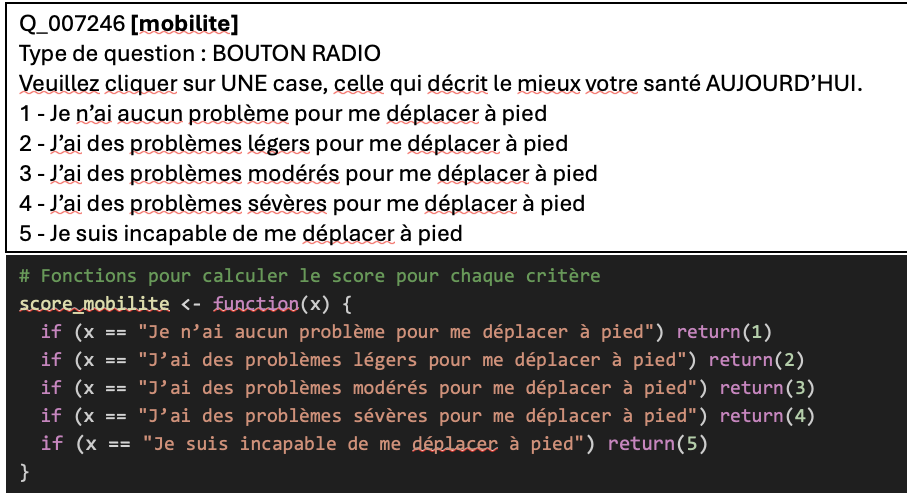 Q_007246 [mobilite]
Type de question : BOUTON RADIO
Veuillez cliquer sur UNE case, celle qui décrit le mieux votre santé AUJOURD’HUI.
1 - Je n’ai aucun problème pour me déplacer à pied
2 - J’ai des problèmes légers pour me déplacer à pied
3 - J’ai des problèmes modérés pour me déplacer à pied
4 - J’ai des problèmes sévères pour me déplacer à pied
5 - Je suis incapable de me déplacer à pied
# Fonctions pour calculer le score pour chaque critère
score_mobilite <- function(x) {
  if (x == "Je n’ai aucun problème pour me déplacer à pied") return(1)
  if (x == "J’ai des problèmes légers pour me déplacer à pied") return(2)
  if (x == "J’ai des problèmes modérés pour me déplacer à pied") return(3)
  if (x == "J’ai des problèmes sévères pour me déplacer à pied") return(4)
  if (x == "Je suis incapable de me déplacer à pied") return(5)
}